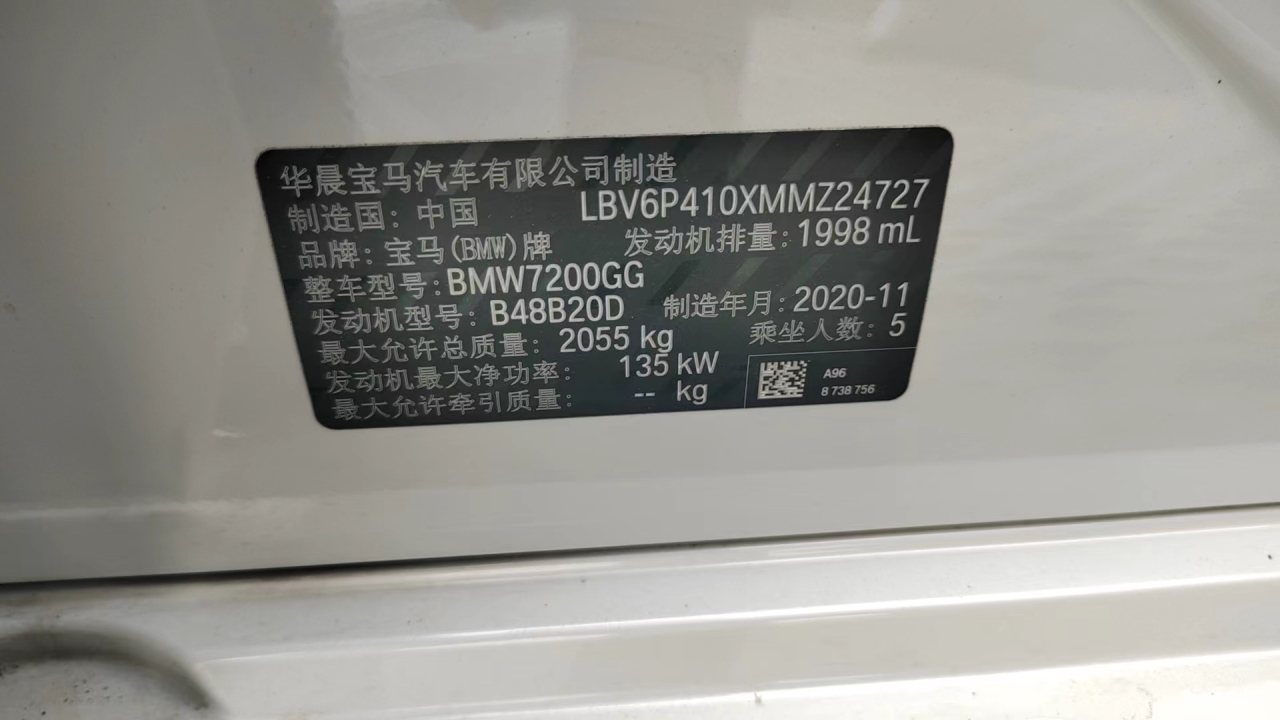 华晨宝马汽车有限公司制造
制造国：中国 LBV6P410XMMZ24727
品牌：宝马(BMW)牌 发动机排量：1998 mL
整车型号：BMW7200GG
发动机型号：B48B20D 制造年月：2020-11
最大允许总质量：2055 kg 乘坐人数：5
发动机最大净功率：135 kW
最大允许牵引质量：-- kg
A96
8 738 756